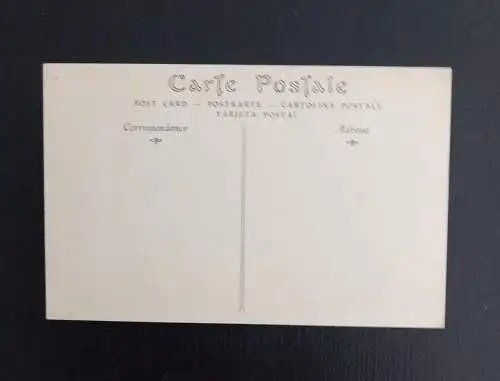 Carte Postale
POST CARD — POSTKARTE — CARTOLINA POSTALE
TARJETA POSTAL
Correspondance
Adresse